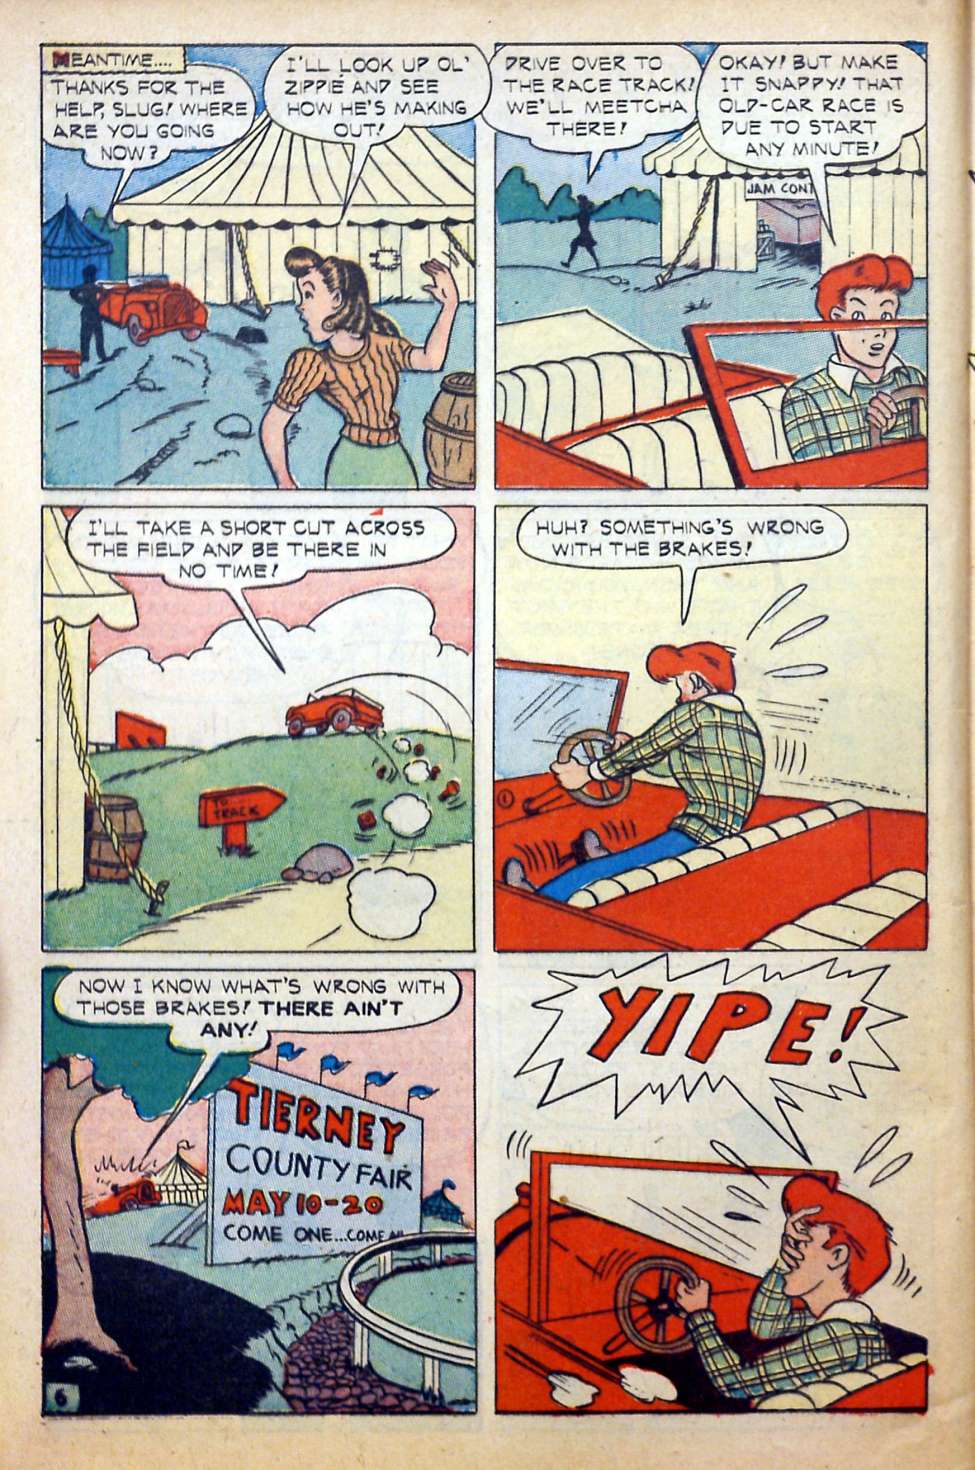 MEANTIME....
THANKS FOR THE
HELP, SLUG! WHERE
ARE YOU GOING
NOW?
I'LL LOOK UP OL'
ZIPPIE AND SEE
HOW HE'S MAKING
OUT!
DRIVE OVER TO
THE RACE TRACK!
WE'LL MEETCHA
THERE!
OKAY! BUT MAKE
IT SNAPPY! THAT
OLD-CAR RACE IS
DUE TO START
ANY MINUTE!
JAM CONT
I'LL TAKE A SHORT CUT ACROSS
THE FIELD AND BE THERE IN
NO TIME!
TO
TRACK
HUH? SOMETHING'S WRONG
WITH THE BRAKES!
1
NOW I KNOW WHAT'S WRONG WITH
THOSE BRAKES! THERE AIN'T
ANY!
TIERNEY
COUNTY FAIR
MAY 10-20
COME ONE...COME AL
6
YIPE!